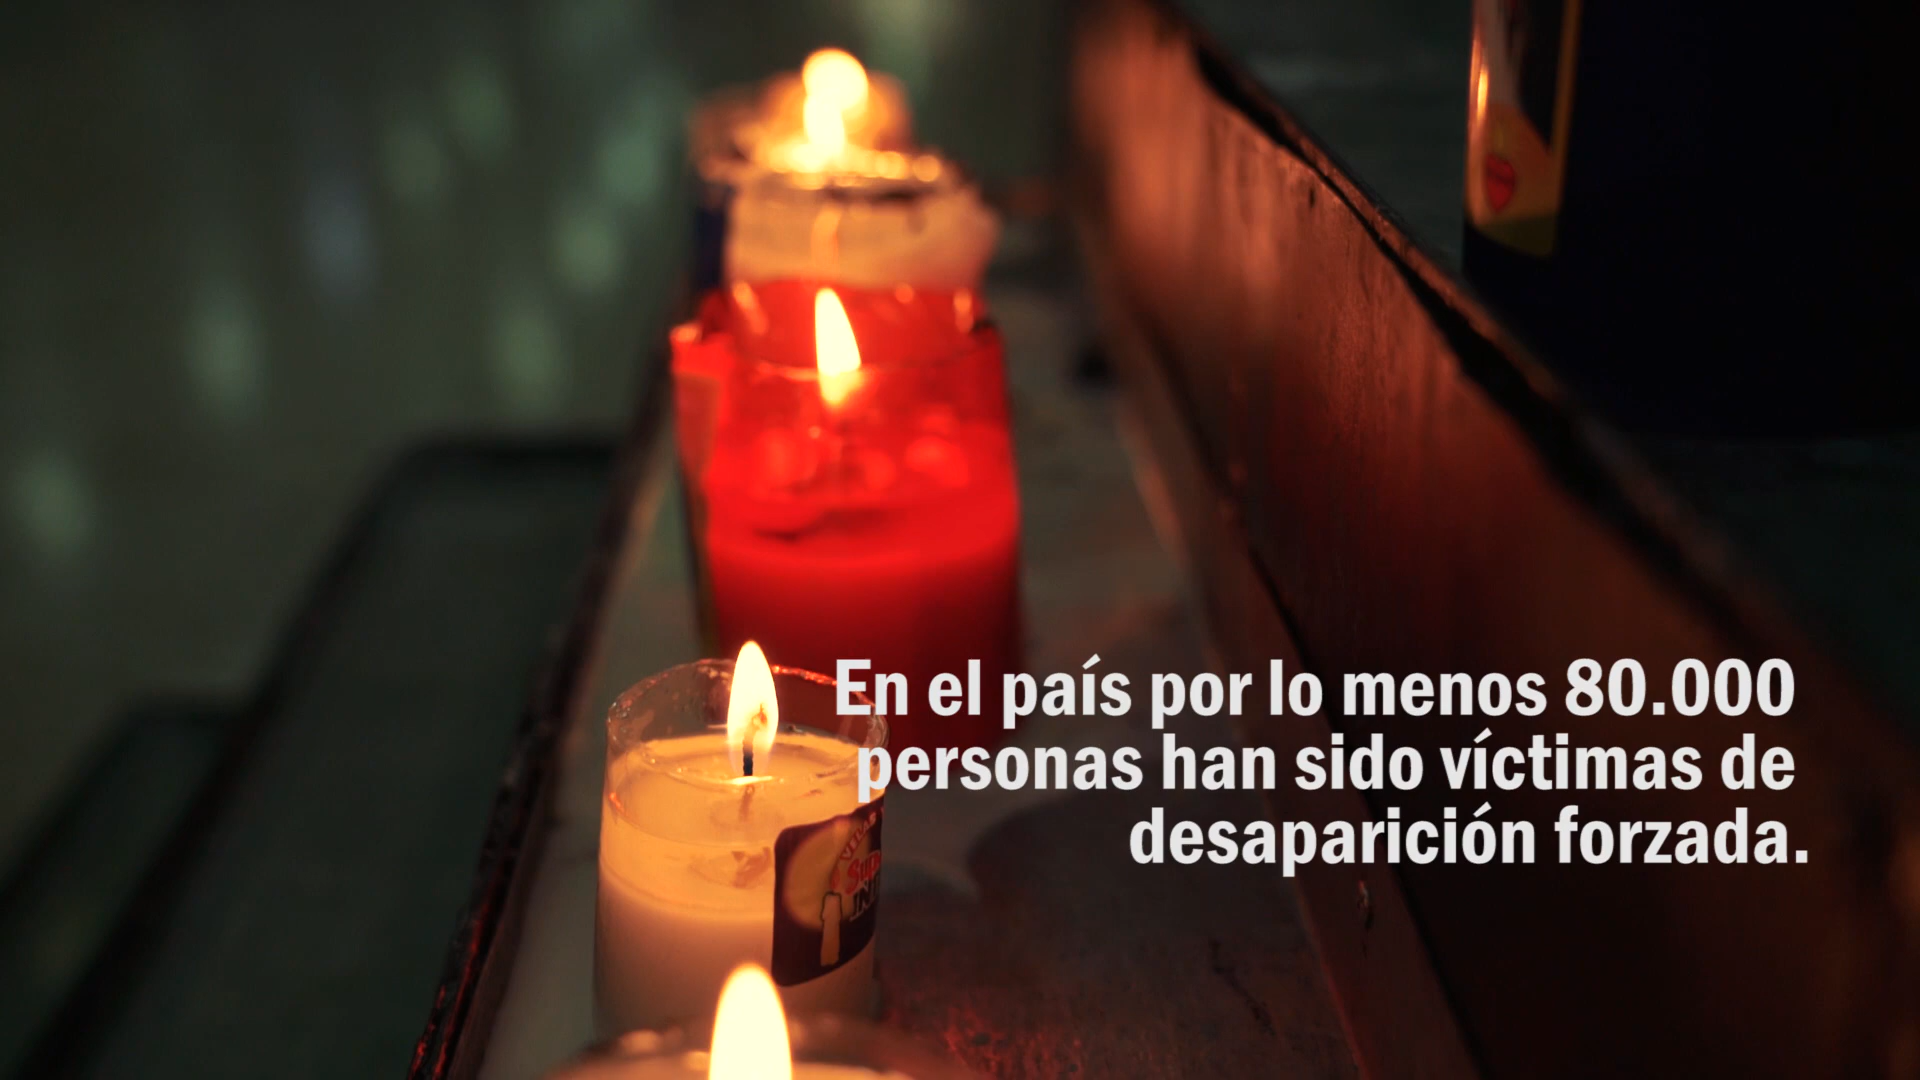 En el país por lo menos 80.000
personas han sido víctimas de
desaparición forzada.